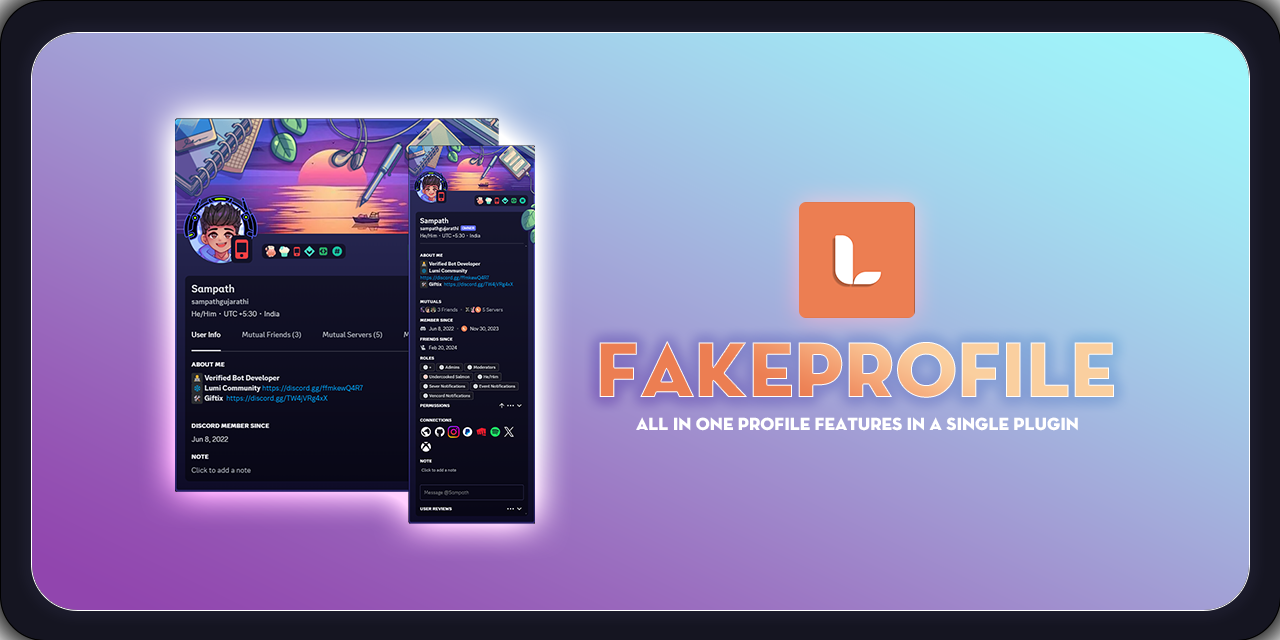 Sampath
sampathgujarathi
He/Him • UTC +5:30 • India
User Info Mutual Friends (3) Mutual Servers (5) M
ABOUT ME
Verified Bot Developer
Lumi Community https://discord.gg/ffmkewQ4R7
Giftix https://discord.gg/TW4jVRg4xX
DISCORD MEMBER SINCE
Jun 8, 2022
NOTE
Click to add a note
Sampath
sampathgujarathi OWNER
He/Him • UTC +5:30 • India
ABOUT ME
Verified Bot Developer
Lumi Community
https://discord.gg/ffmkewQ4R7
Giftix https://discord.gg/TW4jVRg4xX
MUTUALS
3 Friends • 5 Servers
MEMBER SINCE
Jun 8, 2022 • Nov 30, 2023
FRIENDS SINCE
Feb 20, 2024
ROLES
+ Admins Moderators
Undercooked Salmon He/Him
Sever Notifications Event Notifications
Vencord Notifications
PERMISSIONS
CONNECTIONS
NOTE
Click to add a note
Message @Sampath
USER REVIEWS
FAKEPROFILE
ALL IN ONE PROFILE FEATURES IN A SINGLE PLUGIN